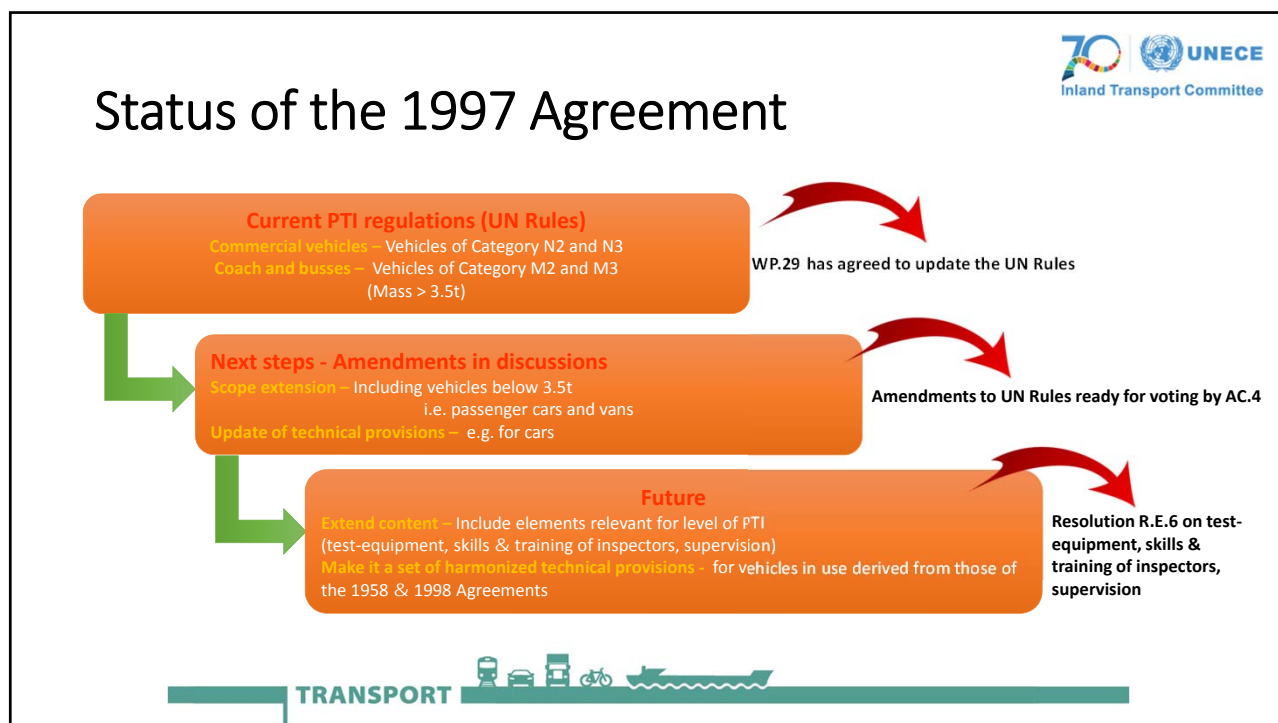 70 UNECE
Inland Transport Committee
Status of the 1997 Agreement
Current PTI regulations (UN Rules)
Commercial vehicles – Vehicles of Category N2 and N3
Coach and busses – Vehicles of Category M2 and M3
(Mass > 3.5t)
WP.29 has agreed to update the UN Rules
Next steps - Amendments in discussions
Scope extension – Including vehicles below 3.5t
i.e. passenger cars and vans
Update of technical provisions – e.g. for cars
Amendments to UN Rules ready for voting by AC.4
Future
Extend content – Include elements relevant for level of PTI
(test-equipment, skills & training of inspectors, supervision)
Make it a set of harmonized technical provisions - for vehicles in use derived from those of
the 1958 & 1998 Agreements
Resolution R.E.6 on test-
equipment, skills &
training of inspectors,
supervision
TRANSPORT